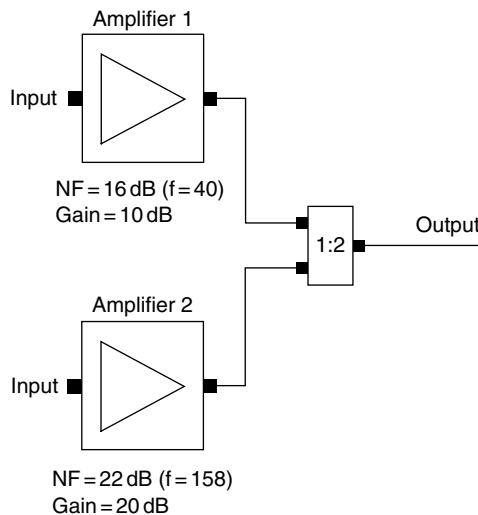 Amplifier 1
Input
NF = 16 dB (f = 40)
Gain = 10 dB
1:2
Output
Amplifier 2
Input
NF = 22 dB (f = 158)
Gain = 20 dB